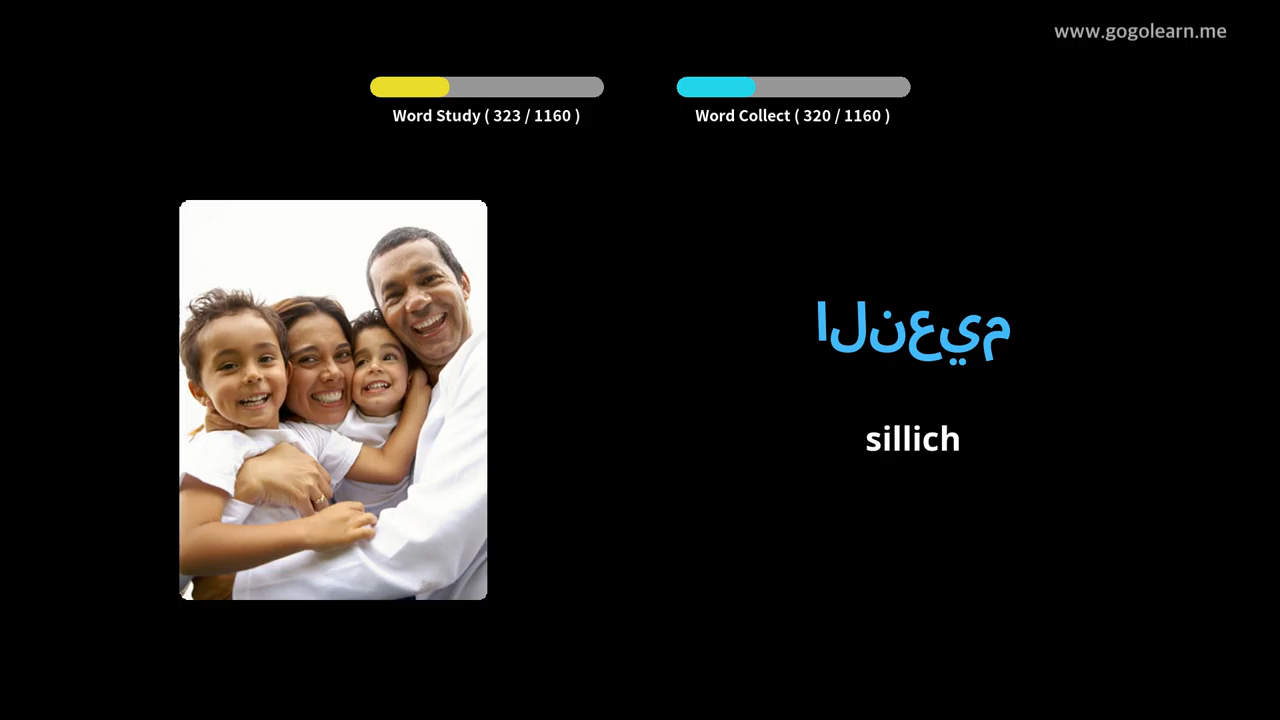 www.gogolearn.me
Word Study ( 323 / 1160 )
Word Collect ( 320 / 1160 )
النعيم
sillich